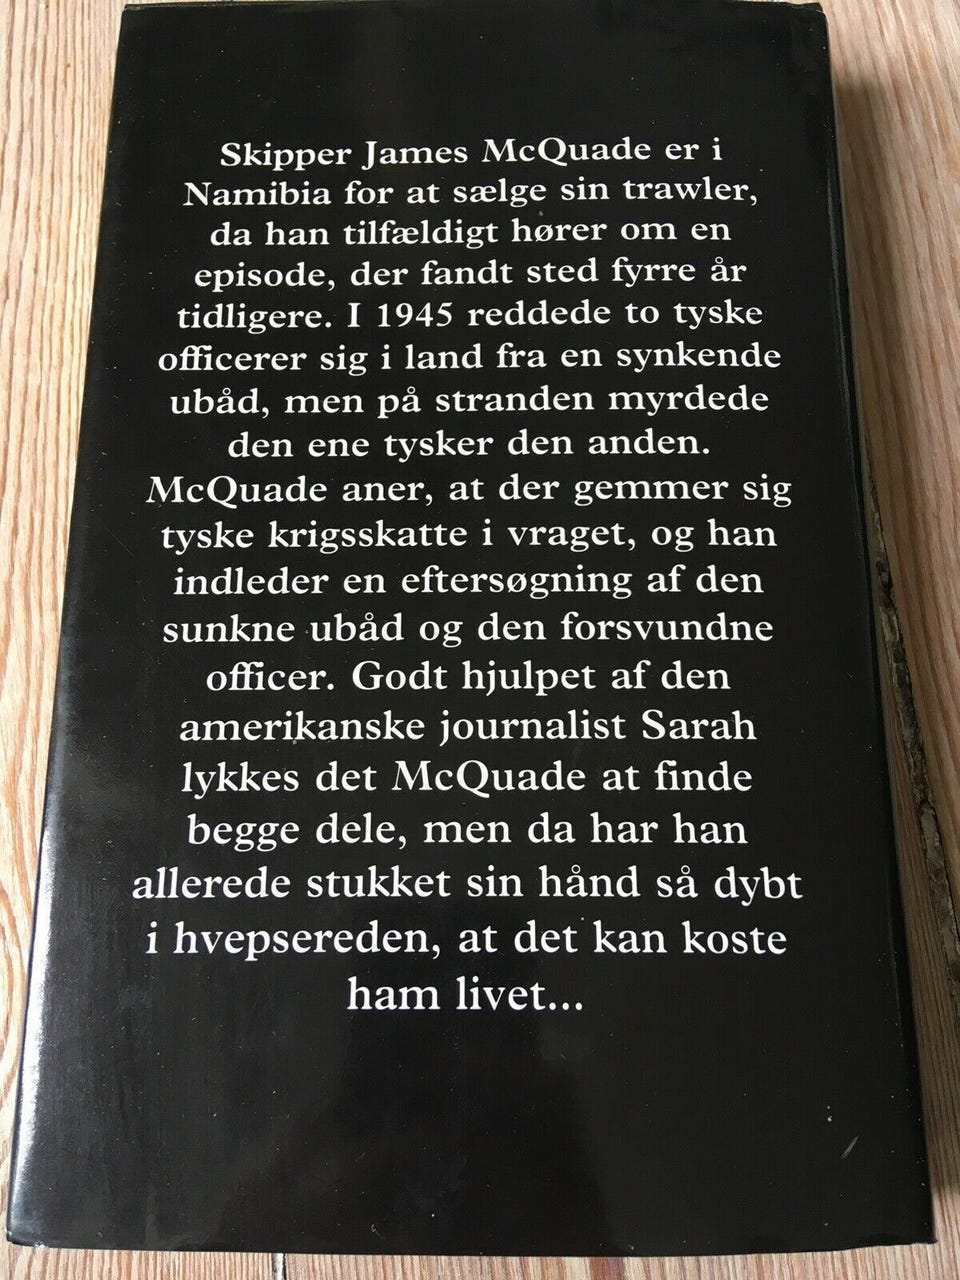 Skipper James McQuade er i
Namibia for at sælge sin trawler,
da han tilfældigt hører om en
episode, der fandt sted fyrre år
tidligere. I 1945 reddede to tyske
officerer sig i land fra en synkende
ubåd, men på stranden myrdede
den ene tysker den anden.
McQuade aner, at der gemmer sig
tyske krigsskatte i vraget, og han
indleder en eftersøgning af den
sunkne ubåd og den forsvundne
officer. Godt hjulpet af den
amerikanske journalist Sarah
lykkes det McQuade at finde
begge dele, men da har han
allerede stukket sin hånd så dybt
i hvepsereden, at det kan koste
ham livet...